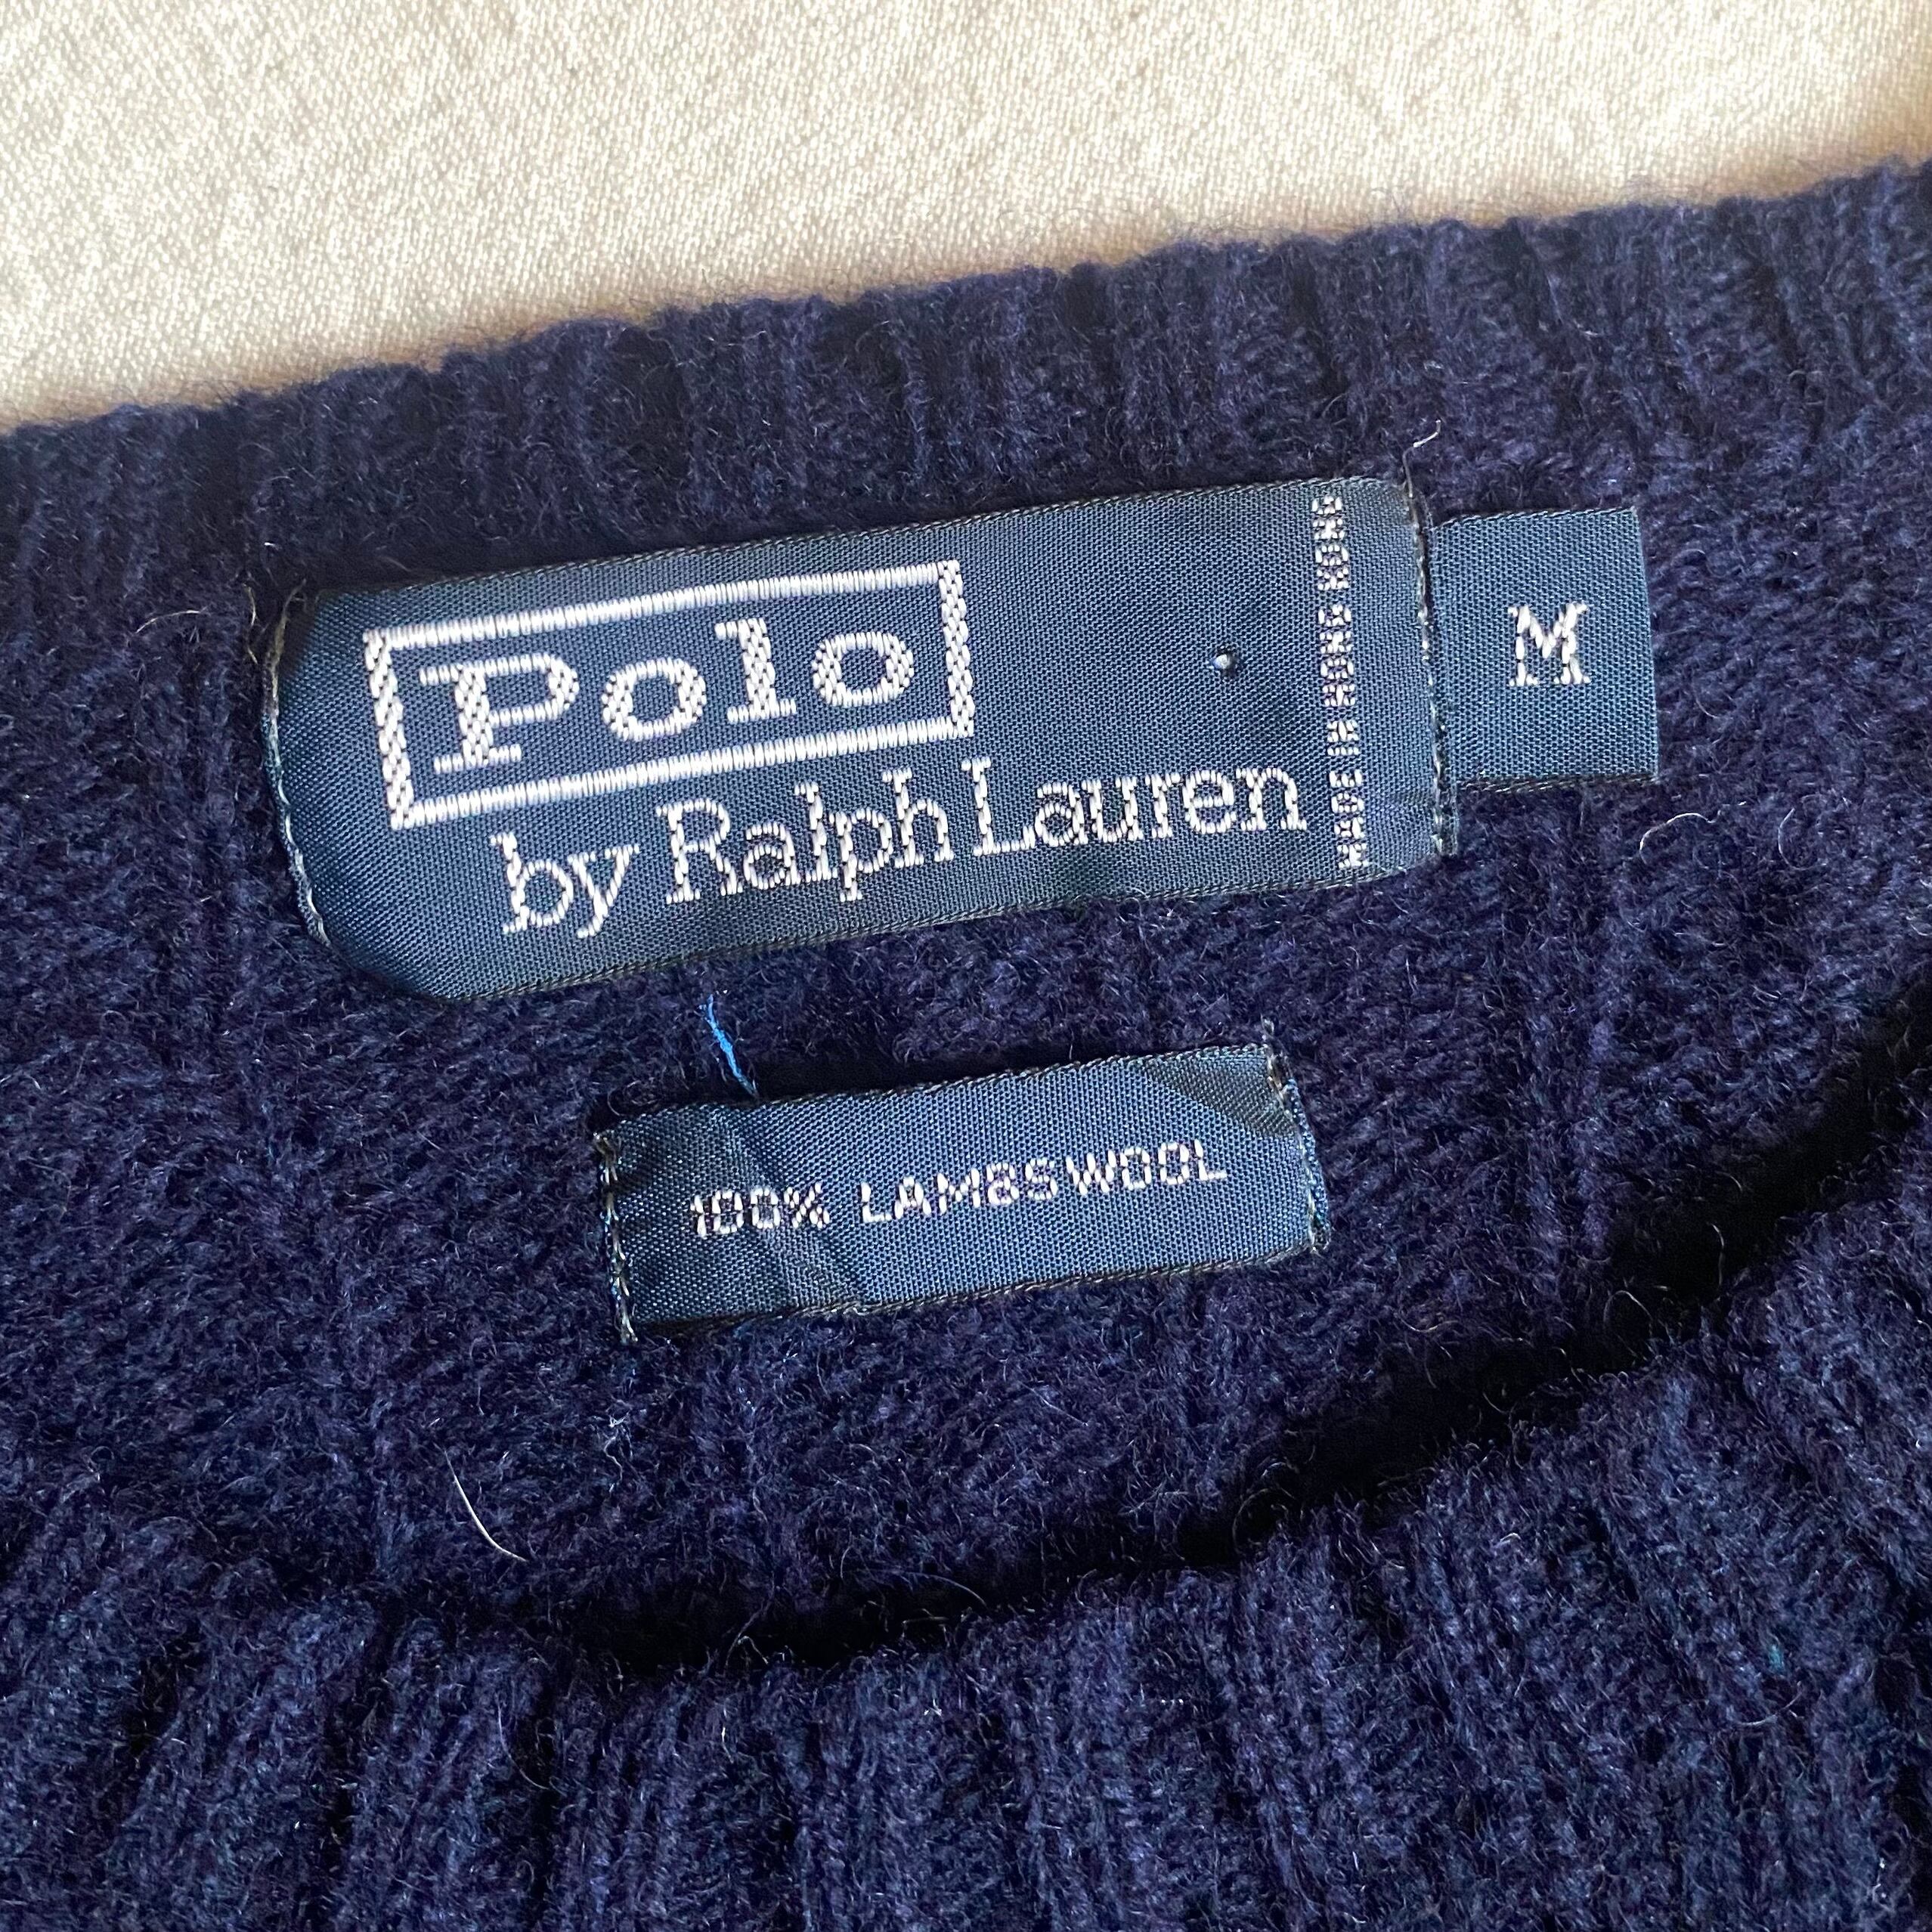 Polo
by Ralph Lauren
MADE IN HONG KONG
M
100% LAMBSWOOL